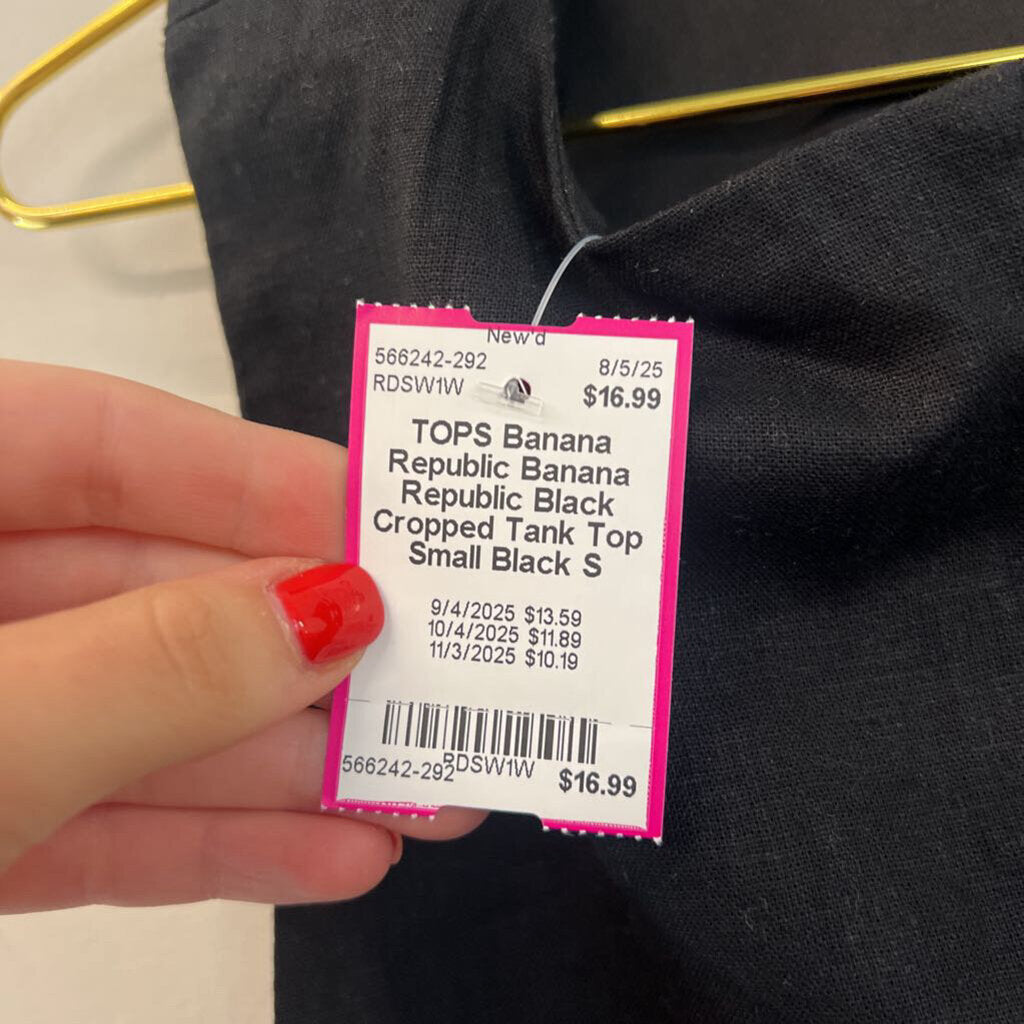 New'd
566242-292 8/5/25
RDSW1W $16.99
TOPS Banana
Republic Banana
Republic Black
Cropped Tank Top
Small Black S
9/4/2025 $13.59
10/4/2025 $11.89
11/3/2025 $10.19
566242-292 RDSW1W $16.99